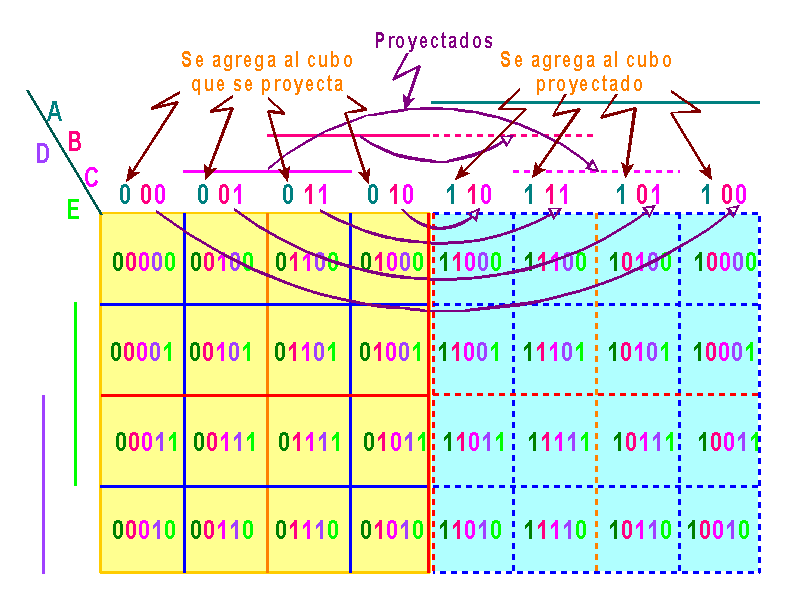 Proyectados
Se agrega al cubo
que se proyecta
Se agrega al cubo
proyectado
A
B
D
C
E
0 00 0 01 0 11 0 10 1 10 1 11 1 01 1 00
00000 00100 01100 01000 11000 11100 10100 10000
00001 00101 01101 01001 11001 11101 10101 10001
00011 00111 01111 01011 11011 11111 10111 10011
00010 00110 01110 01010 11010 11110 10110 10010